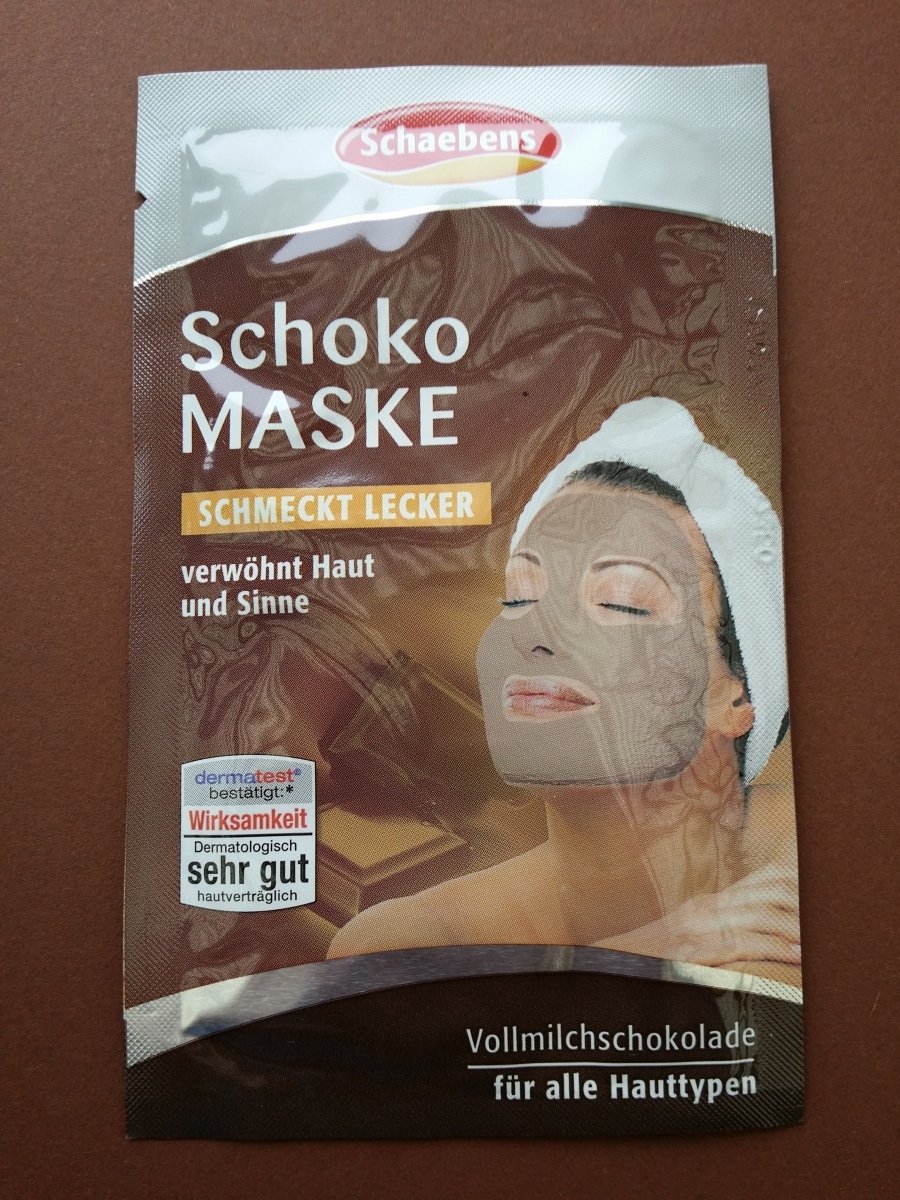 Schaebens
Schoko
MASKE
SCHMECKT LECKER
verwöhnt Haut
und Sinne
dermatest®
bestätigt:*
Wirksamkeit
Dermatologisch
sehr gut
hautverträglich
Vollmilchschokolade
für alle Hauttypen